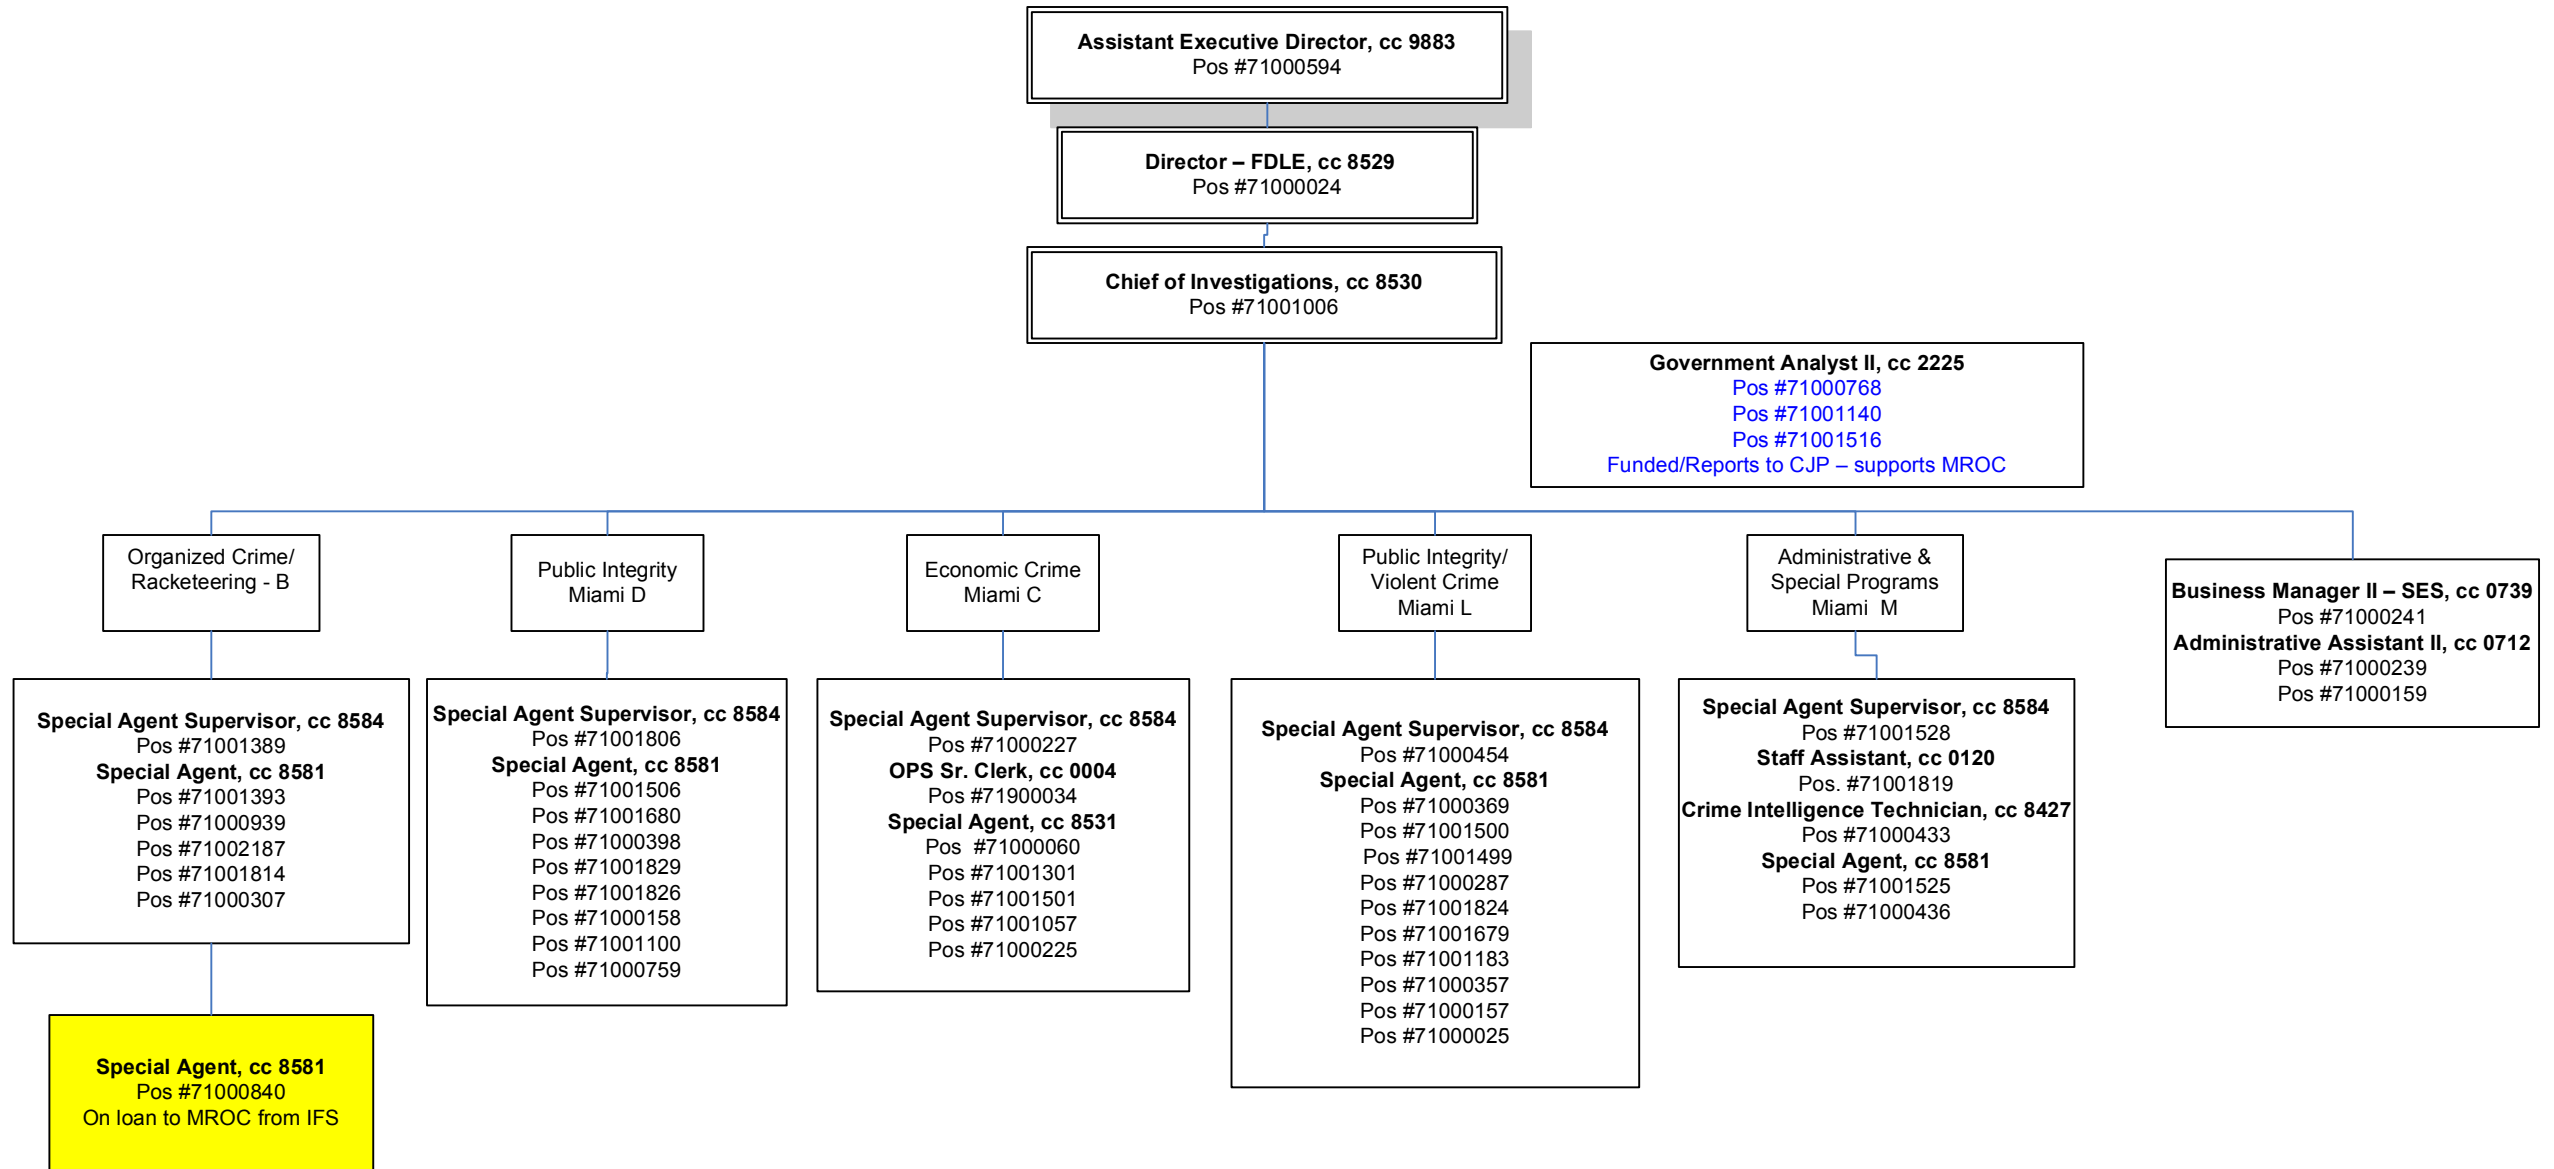 Assistant Executive Director, cc 9883
Pos #71000594
Director – FDLE, cc 8529
Pos #71000024
Chief of Investigations, cc 8530
Pos #71001006
Government Analyst II, cc 2225
Pos #71000768
Pos #71001140
Pos #71001516
Funded/Reports to CJP – supports MROC
Organized Crime/
Racketeering - B
Public Integrity
Miami D
Economic Crime
Miami C
Public Integrity/
Violent Crime
Miami L
Administrative &
Special Programs
Miami  M
Business Manager II – SES, cc 0739
Pos #71000241
Administrative Assistant II, cc 0712
Pos #71000239
Pos #71000159
Special Agent Supervisor, cc 8584
Pos #71001389
Special Agent, cc 8581
Pos #71001393
Pos #71000939
Pos #71002187
Pos #71001814
Pos #71000307
Special Agent Supervisor, cc 8584
Pos #71001806
Special Agent, cc 8581
Pos #71001506
Pos #71001680
Pos #71000398
Pos #71001829
Pos #71001826
Pos #71000158
Pos #71001100
Pos #71000759
Special Agent Supervisor, cc 8584
Pos #71000227
OPS Sr. Clerk, cc 0004
Pos #71900034
Special Agent, cc 8531
Pos  #71000060
Pos #71001301
Pos #71001501
Pos #71001057
Pos #71000225
Special Agent Supervisor, cc 8584
Pos #71000454
Special Agent, cc 8581
Pos #71000369
Pos #71001500
Pos #71001499
Pos #71000287
Pos #71001824
Pos #71001679
Pos #71001183
Pos #71000357
Pos #71000157
Pos #71000025
Special Agent Supervisor, cc 8584
Pos #71001528
Staff Assistant, cc 0120
Pos. #71001819
Crime Intelligence Technician, cc 8427
Pos #71000433
Special Agent, cc 8581
Pos #71001525
Pos #71000436
Special Agent, cc 8581
Pos #71000840
On loan to MROC from IFS